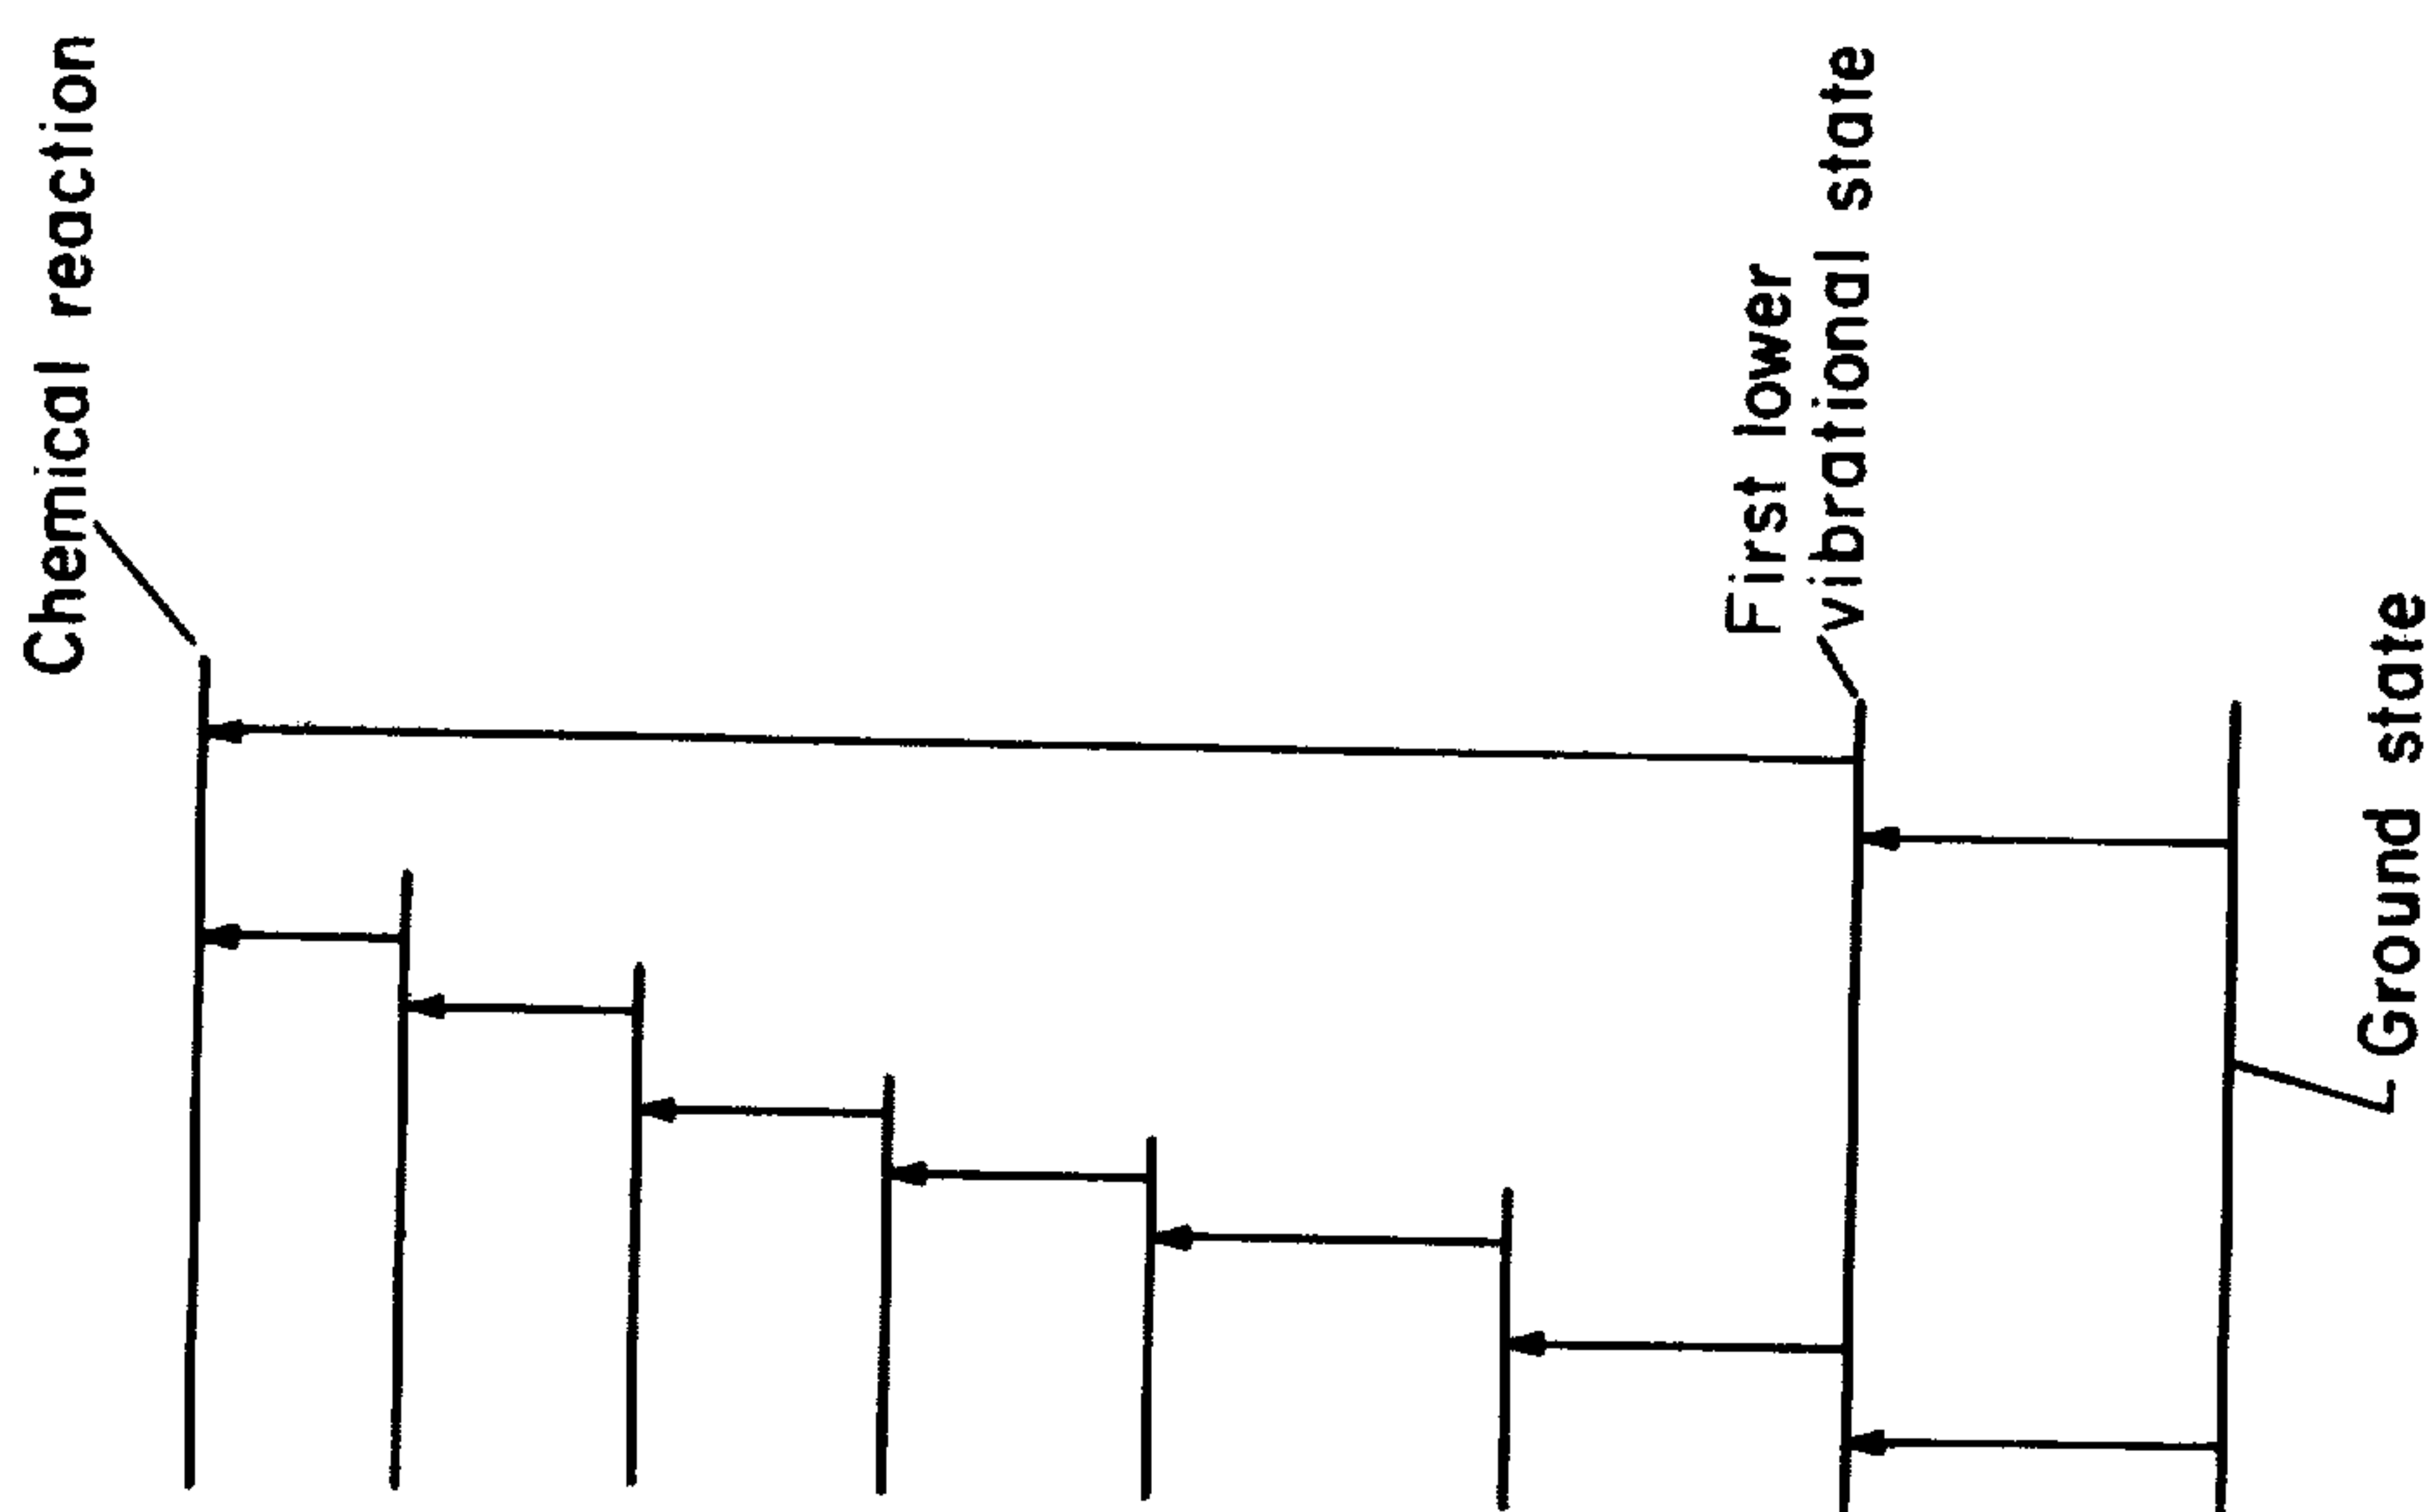 Chemical reaction
First lower
vibrational state
Ground state